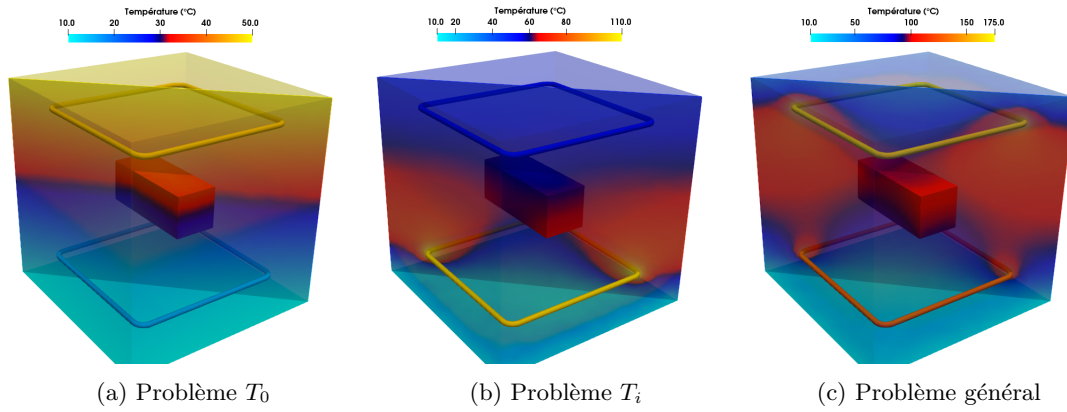 Température (°C)
10.0 20 30 40 50.0
Température (°C)
10.0 20 40 60 80 110.0
Température (°C)
10.0 50 100 150 175.0
(a) Problème T₀
(b) Problème Tᵢ
(c) Problème général